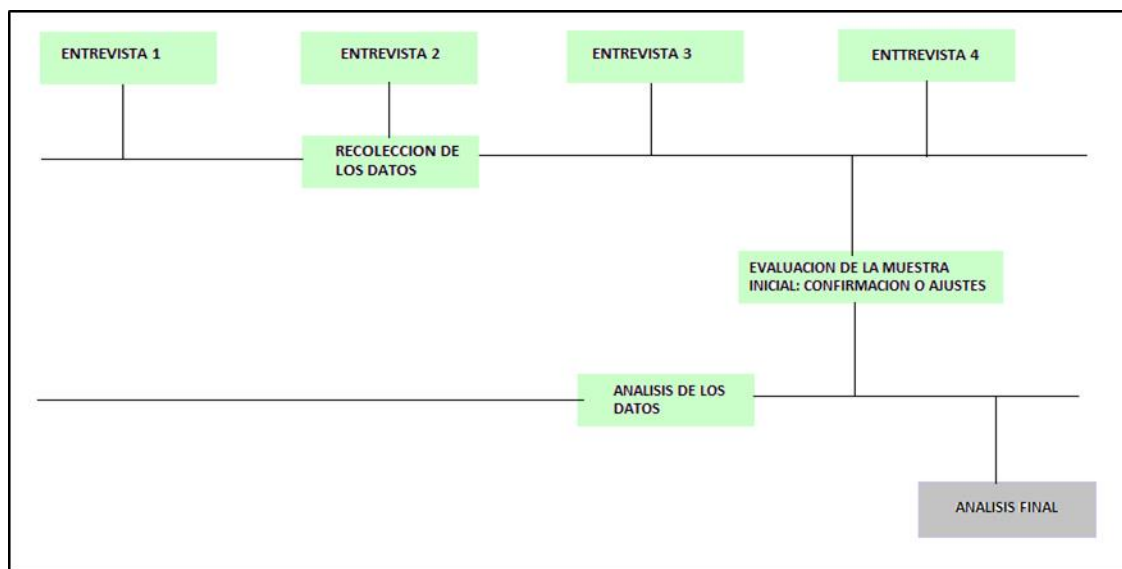 ENTREVISTA 1
ENTREVISTA 2
ENTREVISTA 3
ENTTREVISTA 4
RECOLECCION DE
LOS DATOS
EVALUACION DE LA MUESTRA
INICIAL: CONFIRMACION O AJUSTES
ANALISIS DE LOS
DATOS
ANALISIS FINAL